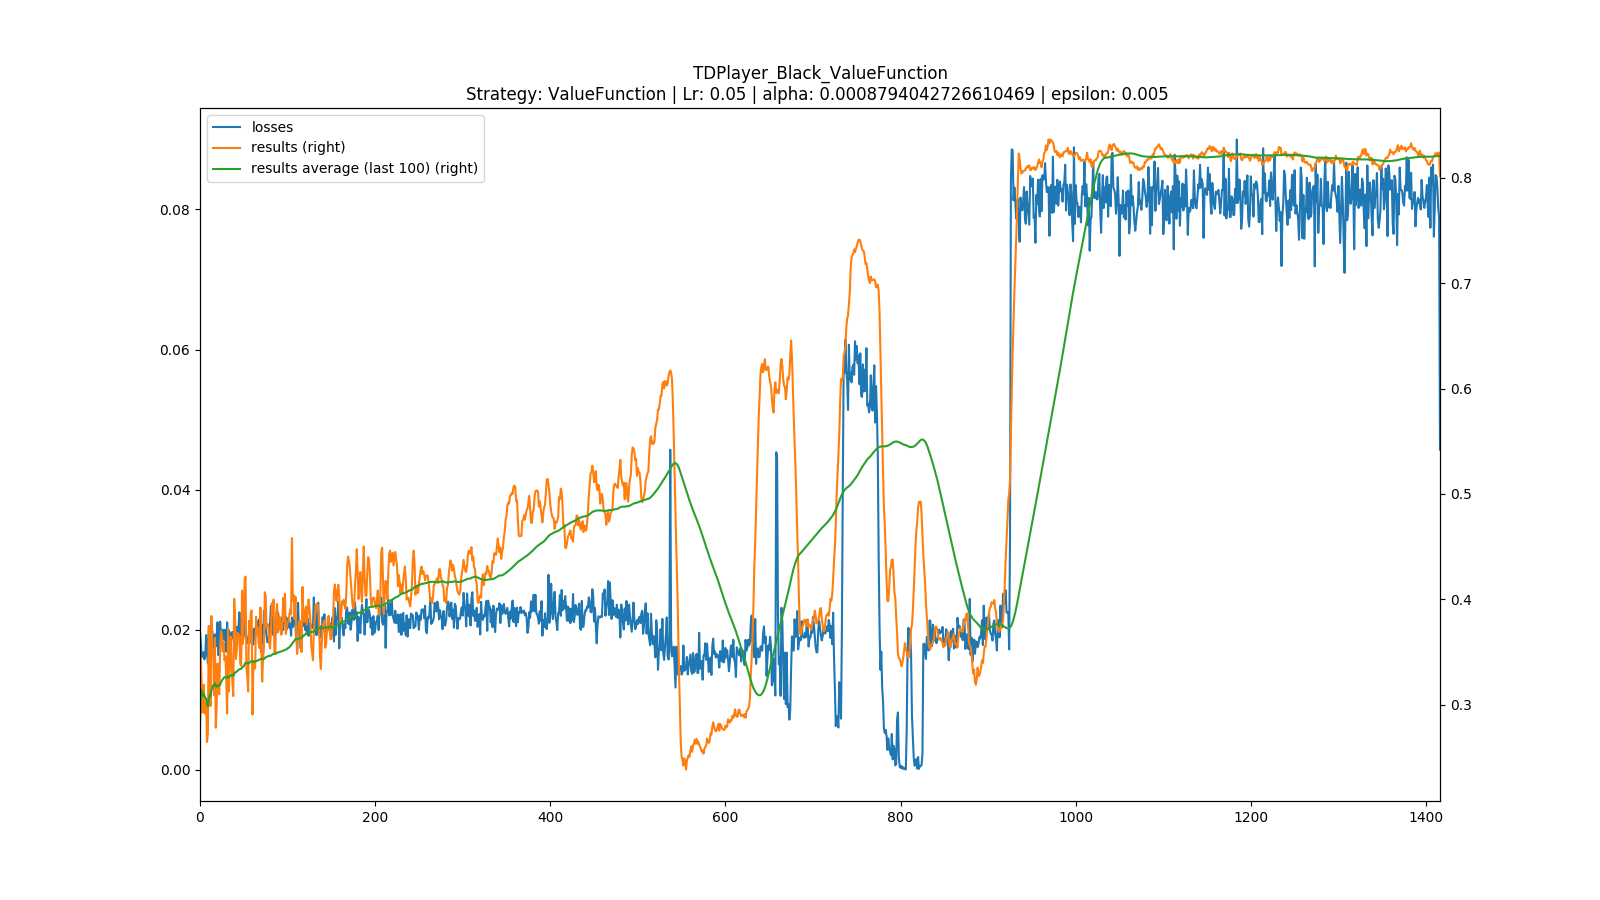 TDPlayer_Black_ValueFunction
Strategy: ValueFunction | Lr: 0.05 | alpha: 0.0008794042726610469 | epsilon: 0.005
losses
results (right)
results average (last 100) (right)
0.08
0.06
0.04
0.02
0.00
0.8
0.7
0.6
0.5
0.4
0.3
0 200 400 600 800 1000 1200 1400